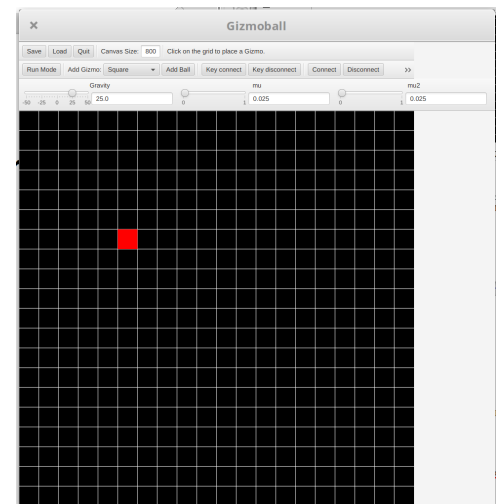 Gizmoball
Save Load Quit Canvas Size: 800 Click on the grid to place a Gizmo.
Run Mode Add Gizmo: Square Add Ball Key connect Key disconnect Connect Disconnect >>
Gravity mu mu2
-50 -25 0 25 50 25.0 0 1 0.025 0 1 0.025